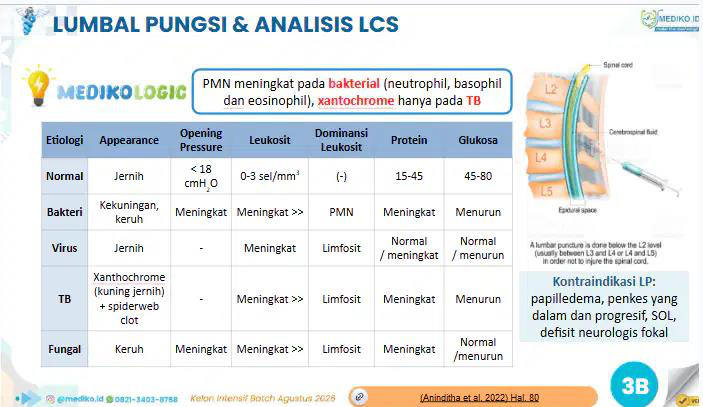 LUMBAL PUNGSI & ANALISIS LCS
MEDIKO.ID
MEDIKOLOGIC
PMN meningkat pada bakterial (neutrophil, basophil
dan eosinophil), xantochrome hanya pada TB
Etiologi Appearance Opening Pressure Leukosit Dominansi Leukosit Protein Glukosa
Normal Jernih < 18 cmH2O 0-3 sel/mm³ (-) 15-45 45-80
Bakteri Kekuningan, keruh Meningkat Meningkat >> PMN Meningkat Menurun
Virus Jernih - Meningkat Limfosit Normal / meningkat Normal / menurun
TB Xanthochrome (kuning jernih) + spiderweb clot - Meningkat >> Limfosit Meningkat Menurun
Fungal Keruh Meningkat Meningkat >> Limfosit Meningkat Normal /menurun
Spinal cord
L2
L3
Cerebrospinal fluid
L4
L5
Epidural space
A lumbar puncture is done below the L2 level
(usually between L3 and L4 or L4 and L5)
in order not to injure the spinal cord.
Kontraindikasi LP:
papilledema, penkes yang
dalam dan progresif, SOL,
defisit neurologis fokal
3B
@mediko.id 0821-3403-8758 Kelan Intensif Batch Agustus 2026
(Aninditha et al, 2022) Hal. 80